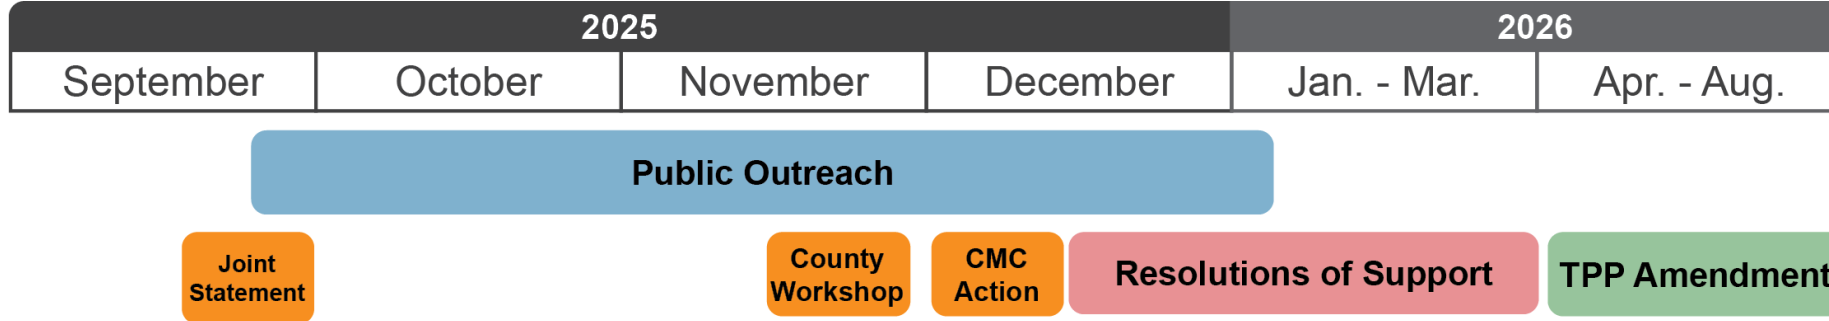 2025 2026
September October November December Jan. - Mar. Apr. - Aug.
Public Outreach
Joint
Statement
County
Workshop
CMC
Action
Resolutions of Support
TPP Amendment